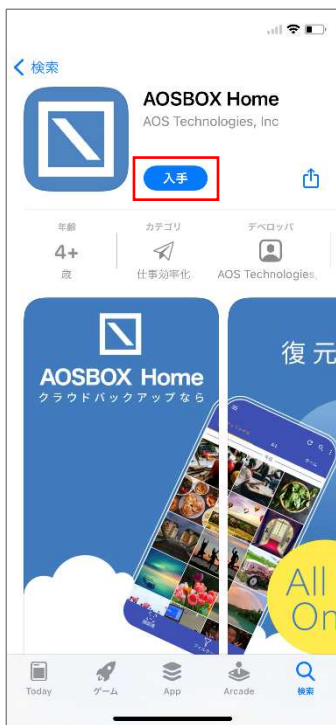 検索
AOSBOX Home
AOS Technologies, Inc
入手
年齢
カテゴリ
デベロッパ
4+
歳
仕事効率化
AOS Technologies,
AOSBOX Home
クラウドバックアップなら
復元
All
On
Today
ゲーム
App
Arcade
検索